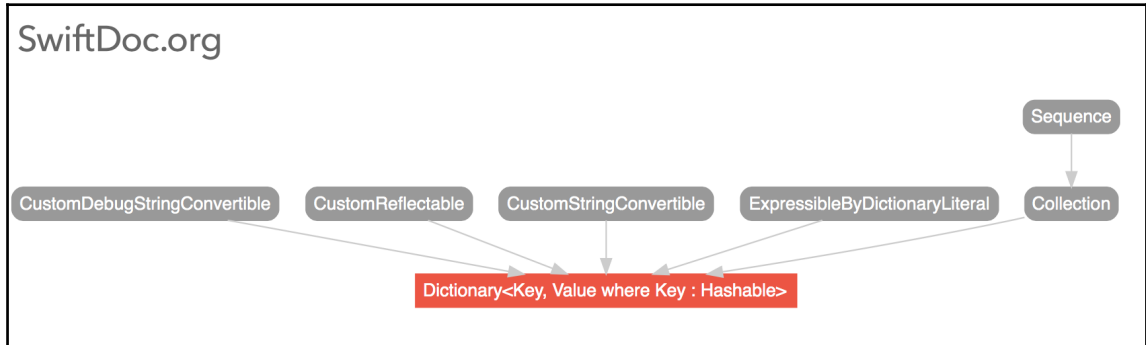 SwiftDoc.org
Sequence
CustomDebugStringConvertible
CustomReflectable
CustomStringConvertible
ExpressibleByDictionaryLiteral
Collection
Dictionary<Key, Value where Key : Hashable>